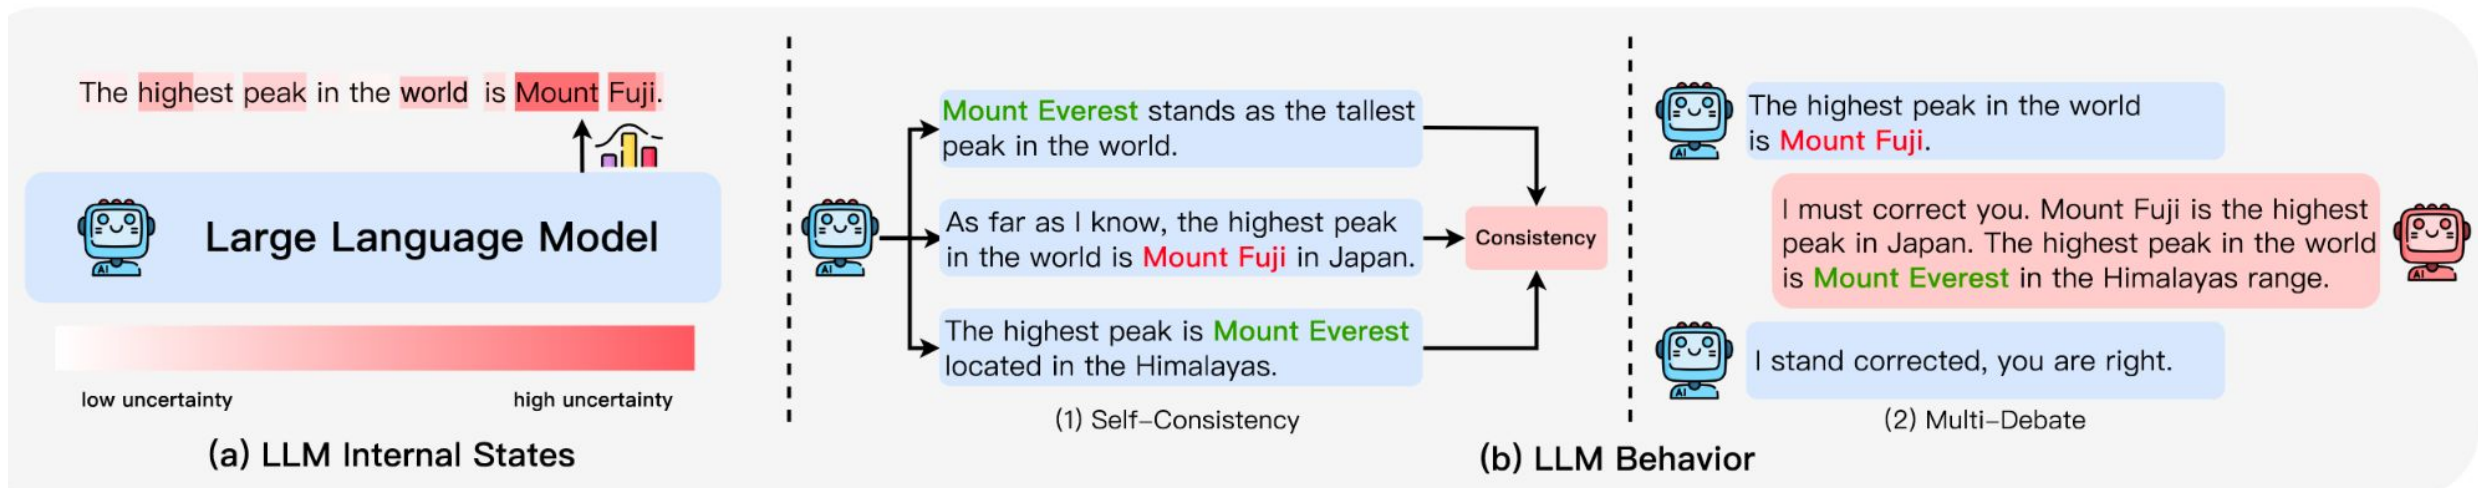 The highest peak in the world is Mount Fuji.
AI
Large Language Model
low uncertainty
high uncertainty
(a) LLM Internal States
AI
Mount Everest stands as the tallest
peak in the world.
As far as I know, the highest peak
in the world is Mount Fuji in Japan.
The highest peak is Mount Everest
located in the Himalayas.
Consistency
(1) Self-Consistency
AI
The highest peak in the world
is Mount Fuji.
I must correct you. Mount Fuji is the highest
peak in Japan. The highest peak in the world
is Mount Everest in the Himalayas range.
AI
AI
I stand corrected, you are right.
(2) Multi-Debate
(b) LLM Behavior